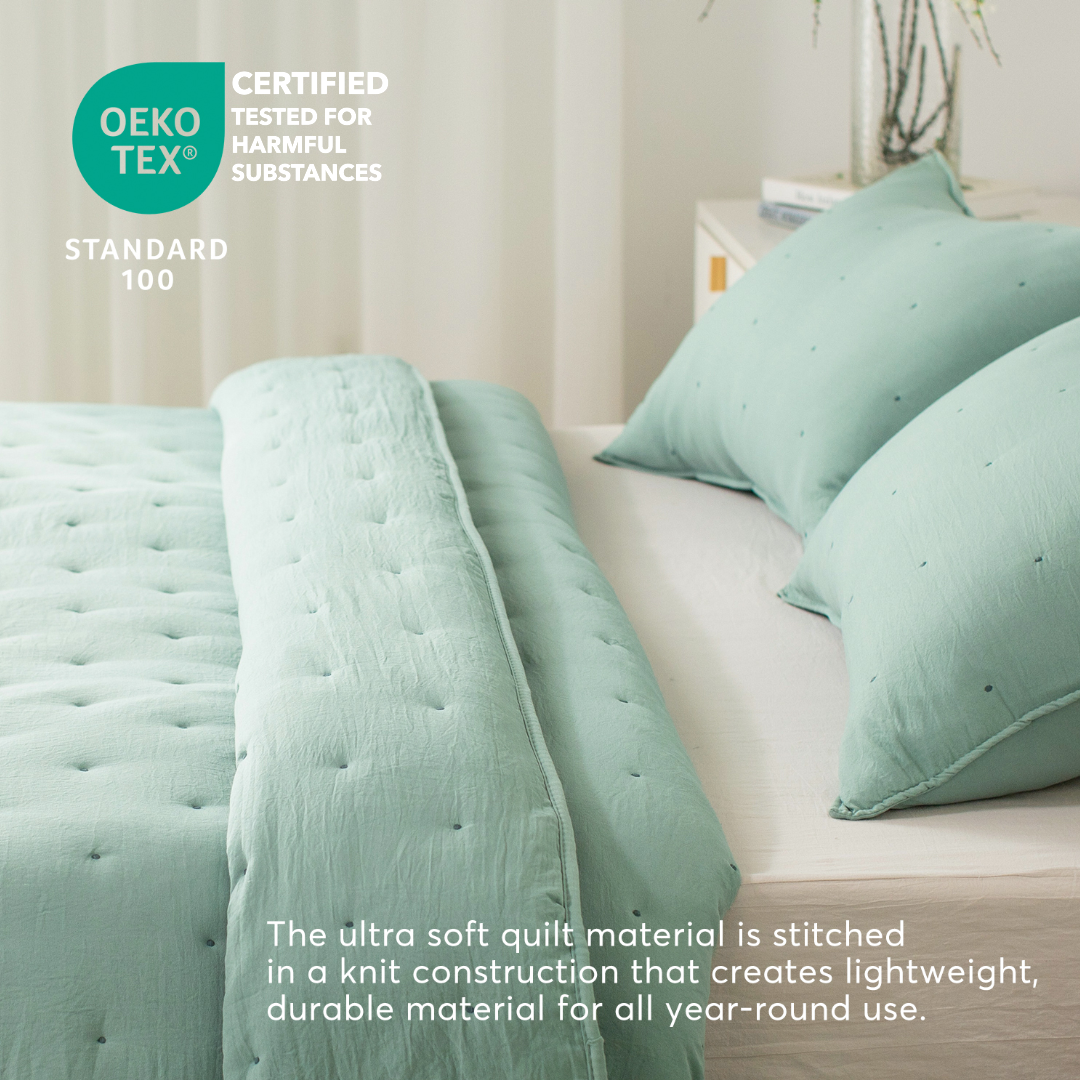 OEKO
TEX®
CERTIFIED
TESTED FOR
HARMFUL
SUBSTANCES
STANDARD
100
The ultra soft quilt material is stitched
in a knit construction that creates lightweight,
durable material for all year-round use.